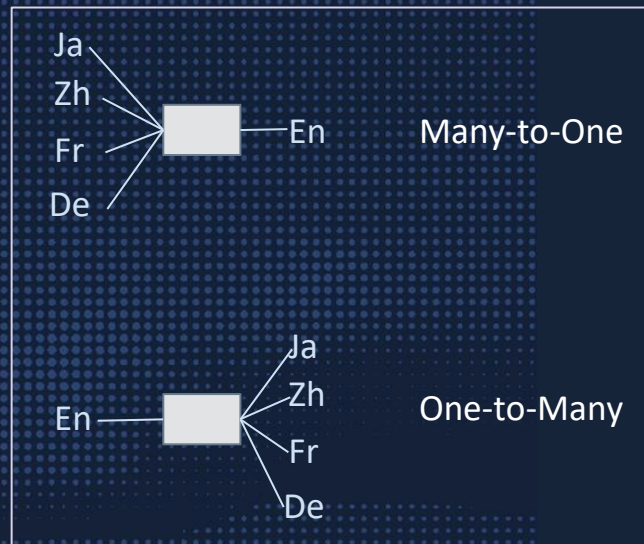 Ja
Zh
Fr
De
En
Many-to-One
En
Ja
Zh
Fr
De
One-to-Many